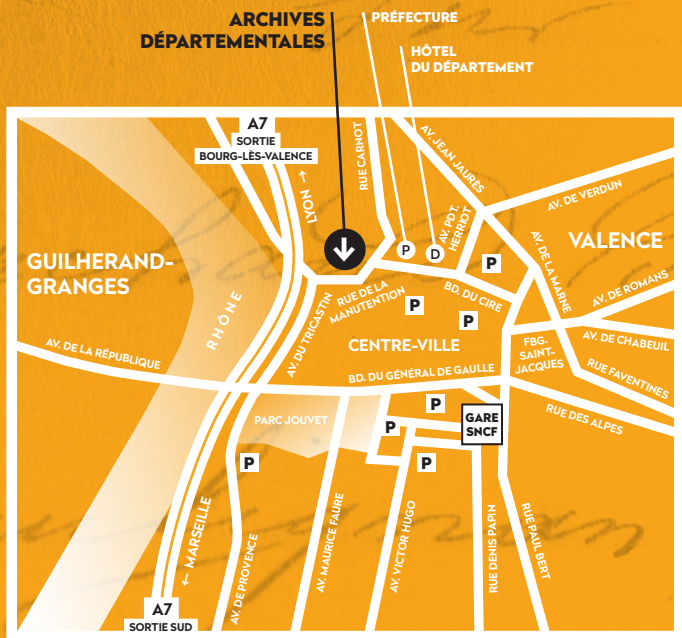 ARCHIVES
DÉPARTEMENTALES
PRÉFECTURE
HÔTEL
DU DÉPARTEMENT
A7
SORTIE
BOURG-LÈS-VALENCE
← LYON
RUE CARNOT
AV. JEAN JAURÈS
AV. PDT.
HERRIOT
AV. DE VERDUN
VALENCE
AV. DE LA MARNE
P
D
P
GUILHERAND-
GRANGES
RHÔNE
AV. DU TRICASTIN
RUE DE LA
MANUTENTION
P
BD. DU CIRE
P
AV. DE ROMANS
AV. DE CHABEUIL
CENTRE-VILLE
FBG.
SAINT-
JACQUES
RUE FAVENTINES
AV. DE LA RÉPUBLIQUE
BD. DU GÉNÉRAL DE GAULLE
RUE DES ALPES
PARC JOUVET
P
P
GARE
SNCF
P
P
← MARSEILLE
AV. DE PROVENCE
AV. MAURICE FAURE
AV. VICTOR HUGO
RUE DENIS PAPIN
RUE PAUL BERT
A7
SORTIE SUD